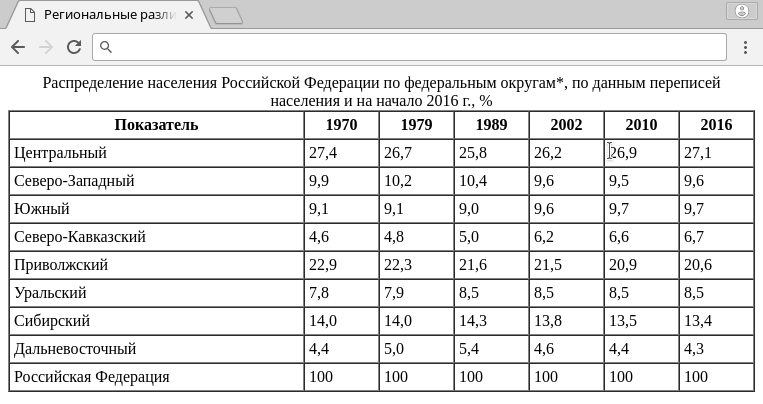 Региональные разли
Распределение населения Российской Федерации по федеральным округам*, по данным переписей
населения и на начало 2016 г., %
Показатель 1970 1979 1989 2002 2010 2016
Центральный 27,4 26,7 25,8 26,2 26,9 27,1
Северо-Западный 9,9 10,2 10,4 9,6 9,5 9,6
Южный 9,1 9,1 9,0 9,6 9,7 9,7
Северо-Кавказский 4,6 4,8 5,0 6,2 6,6 6,7
Приволжский 22,9 22,3 21,6 21,5 20,9 20,6
Уральский 7,8 7,9 8,5 8,5 8,5 8,5
Сибирский 14,0 14,0 14,3 13,8 13,5 13,4
Дальневосточный 4,4 5,0 5,4 4,6 4,4 4,3
Российская Федерация 100 100 100 100 100 100